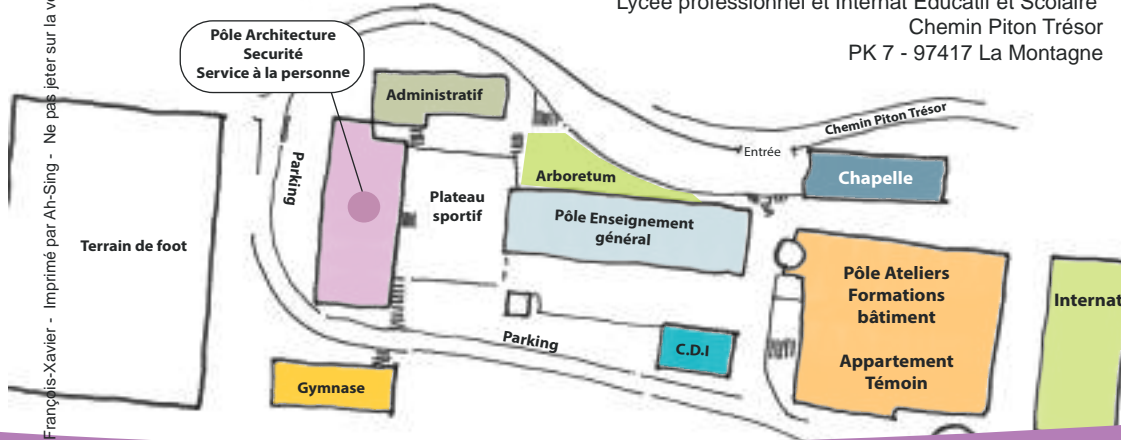 Lycée professionnel et Internat Educatif et Scolaire
Chemin Piton Trésor
PK 7 - 97417 La Montagne
Pôle Architecture
Securité
Service à la personne
Administratif
Chemin Piton Trésor
Entrée
Parking
Arboretum
Chapelle
Plateau
sportif
Pôle Enseignement
général
Terrain de foot
Pôle Ateliers
Formations
bâtiment
Appartement
Témoin
Internat
Parking
C.D.I
Gymnase
François-Xavier - Imprimé par Ah-Sing - Ne pas jeter sur la